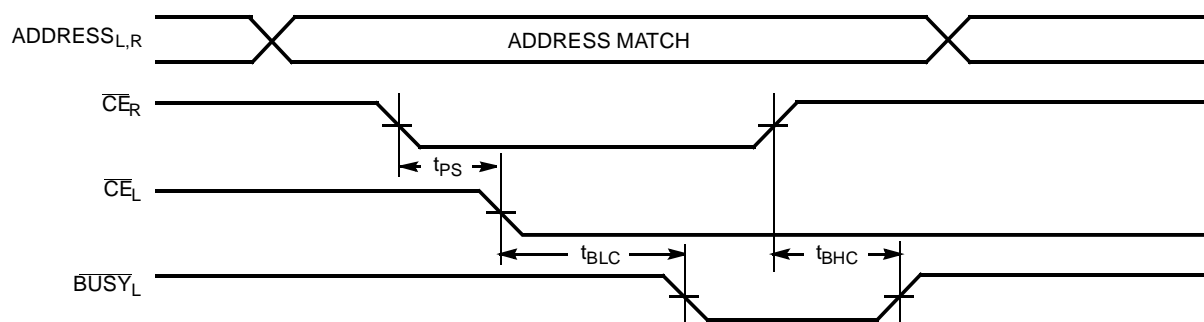 ADDRESSL,R
ADDRESS MATCH
CER
tPS
CEL
tBLC
tBHC
BUSYL